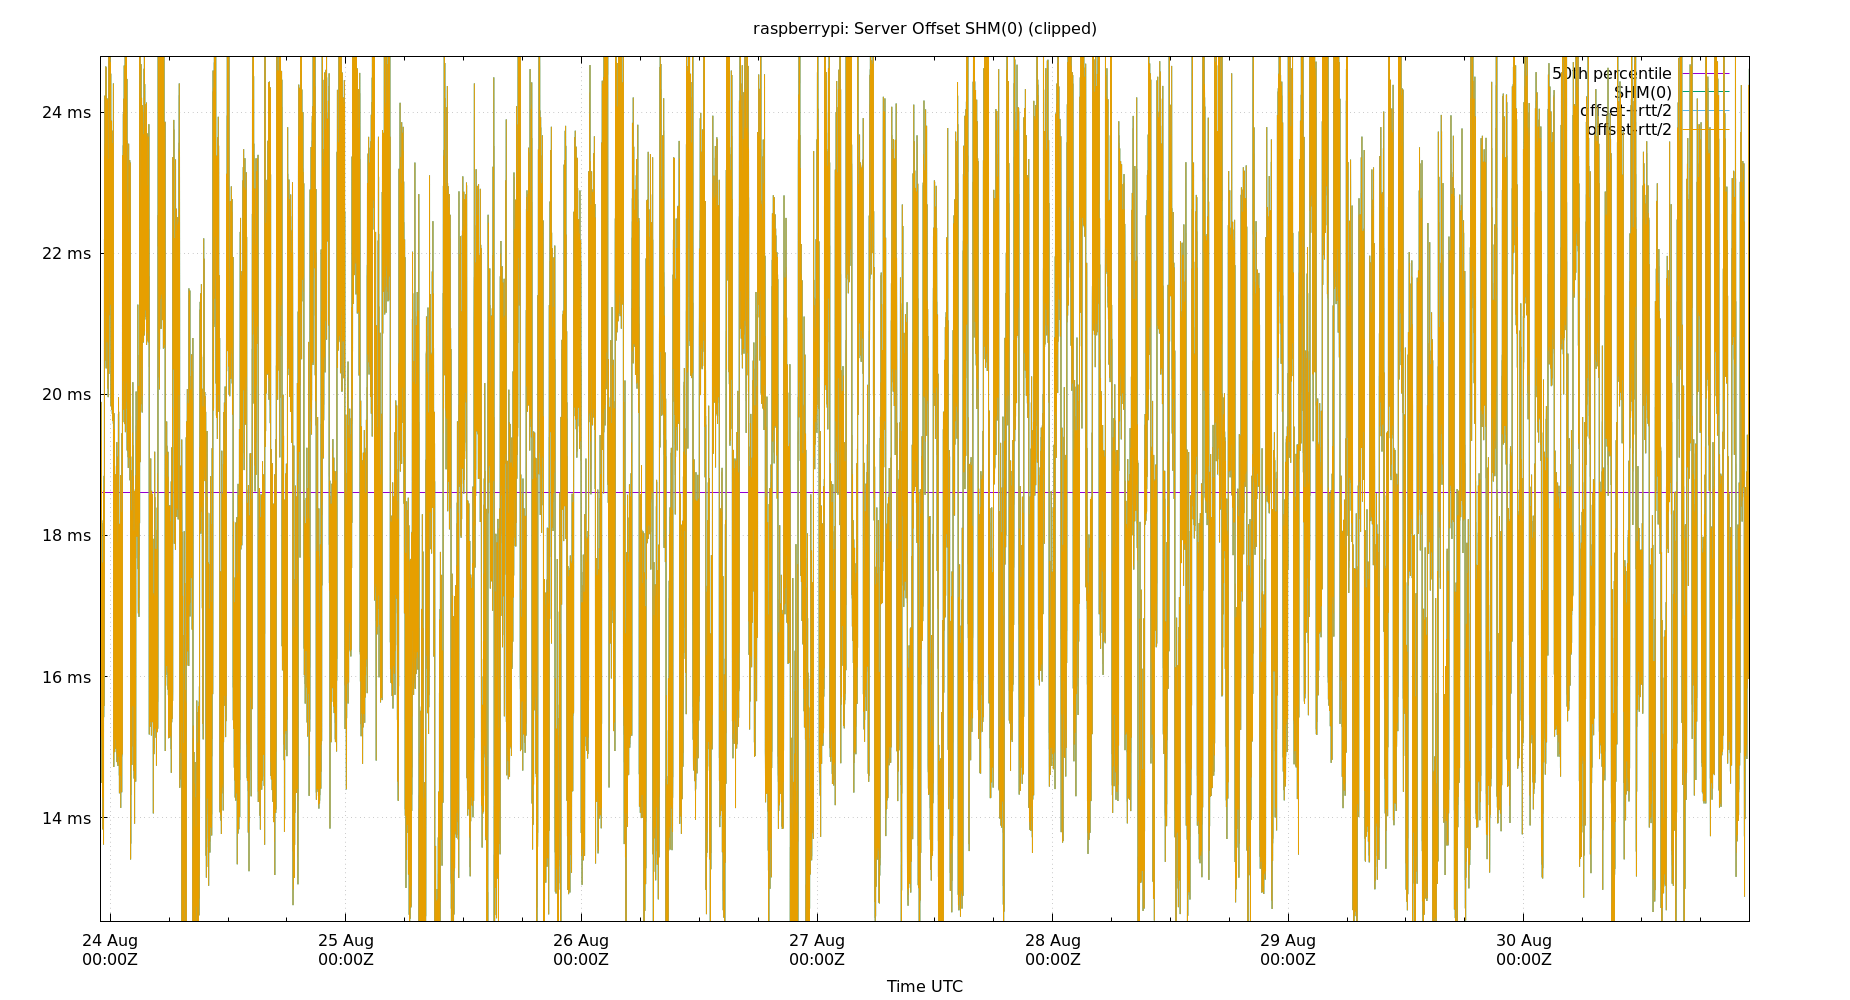 raspberrypi: Server Offset SHM(0) (clipped)
50th percentile
SHM(0)
offset+rtt/2
offset-rtt/2
24 ms
22 ms
20 ms
18 ms
16 ms
14 ms
24 Aug 25 Aug 26 Aug 27 Aug 28 Aug 29 Aug 30 Aug
00:00Z 00:00Z 00:00Z 00:00Z 00:00Z 00:00Z 00:00Z
Time UTC